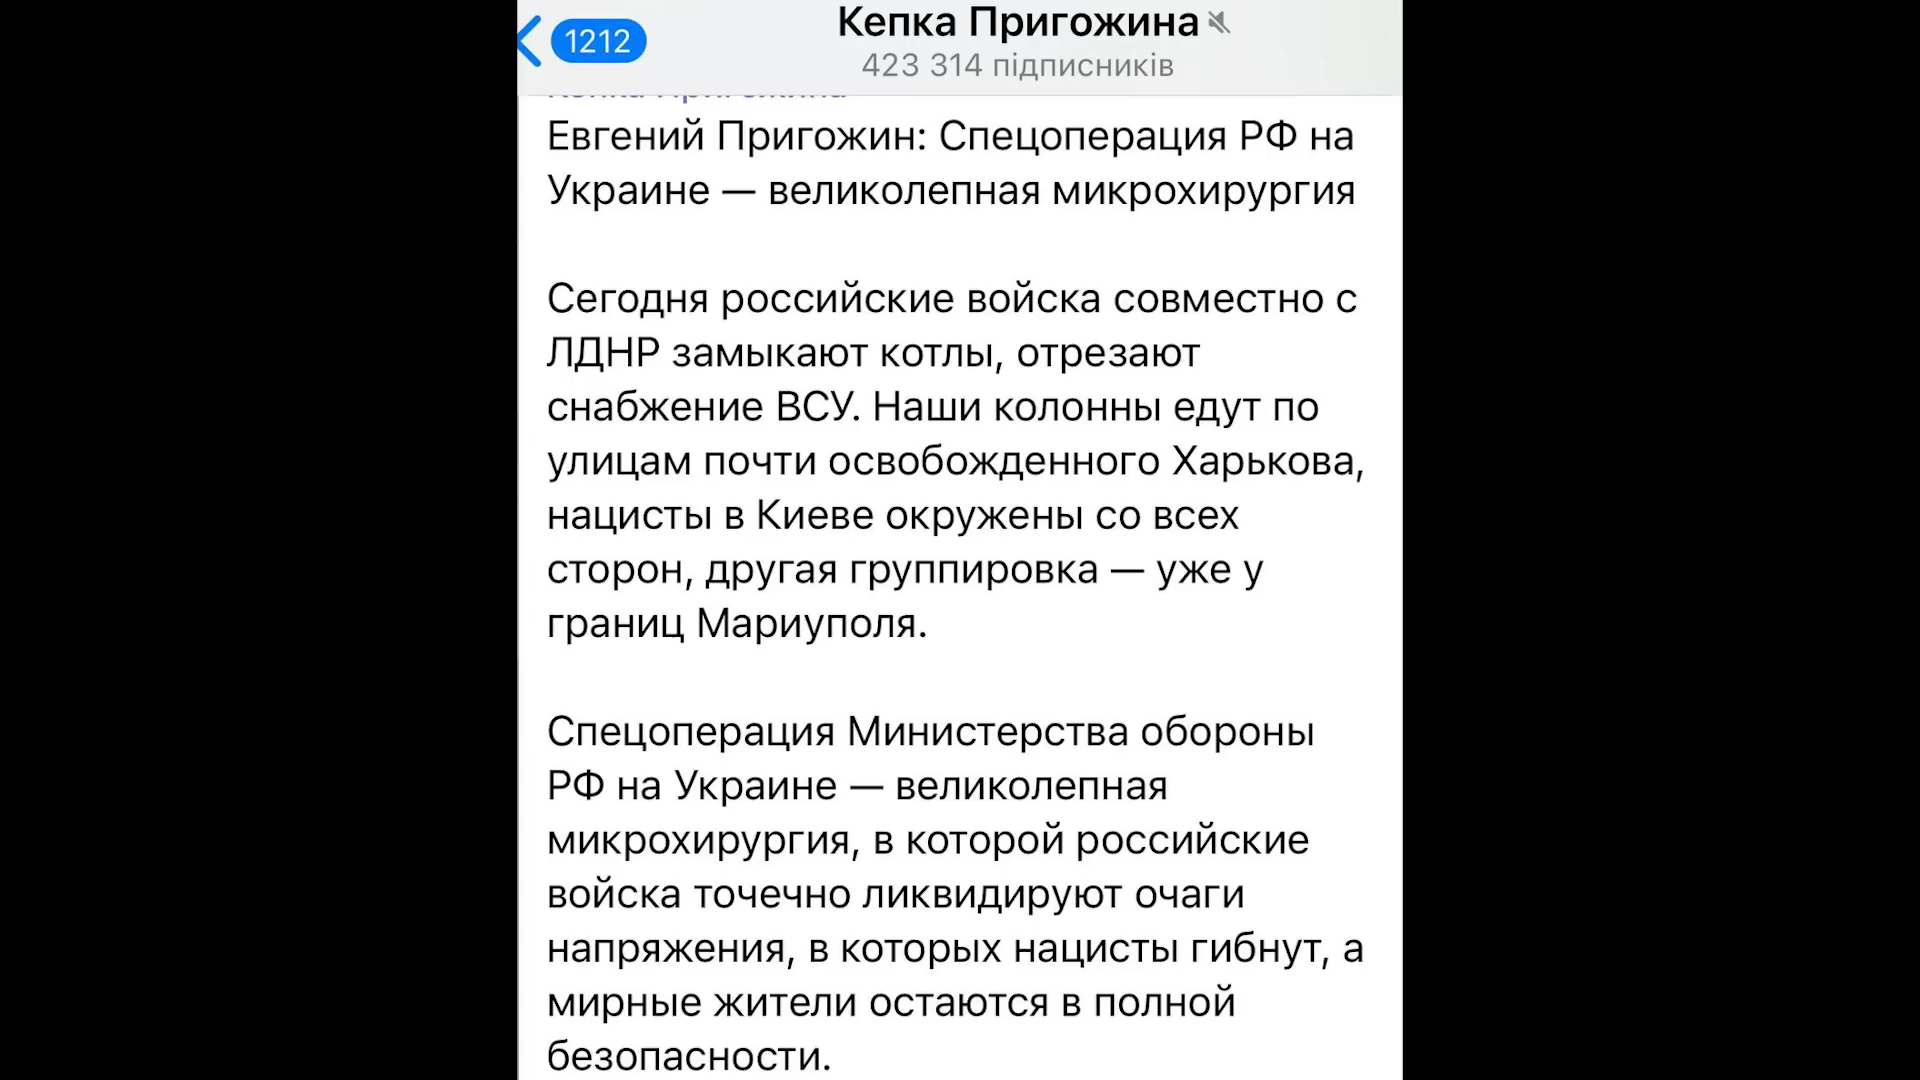 1212
Кепка Пригожина
423 314 підписників
Евгений Пригожин: Спецоперация РФ на
Украине — великолепная микрохирургия
Сегодня российские войска совместно с
ЛДНР замыкают котлы, отрезают
снабжение ВСУ. Наши колонны едут по
улицам почти освобожденного Харькова,
нацисты в Киеве окружены со всех
сторон, другая группировка — уже у
границ Мариуполя.
Спецоперация Министерства обороны
РФ на Украине — великолепная
микрохирургия, в которой российские
войска точечно ликвидируют очаги
напряжения, в которых нацисты гибнут, а
мирные жители остаются в полной
безопасности.